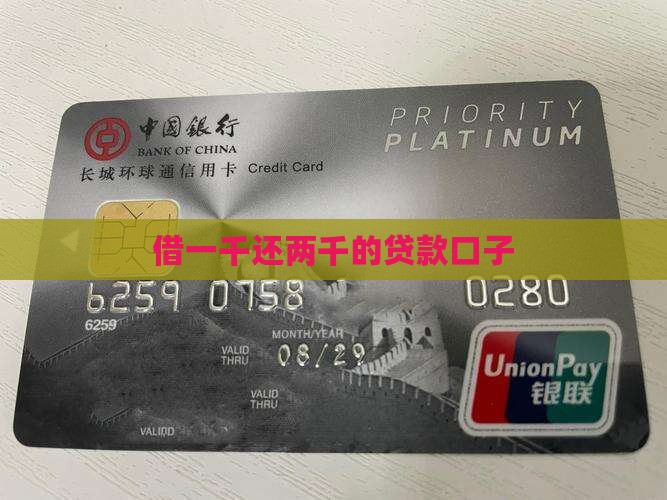 中国银行
BANK OF CHINA
长城环球通信用卡 Credit Card
PRIORITY
PLATINUM
借一千还两千的贷款口子
6259 0758 0280
6259
MONTH/YEAR
VALID THRU 08/29
VALID THRU
VALID
UnionPay
银联